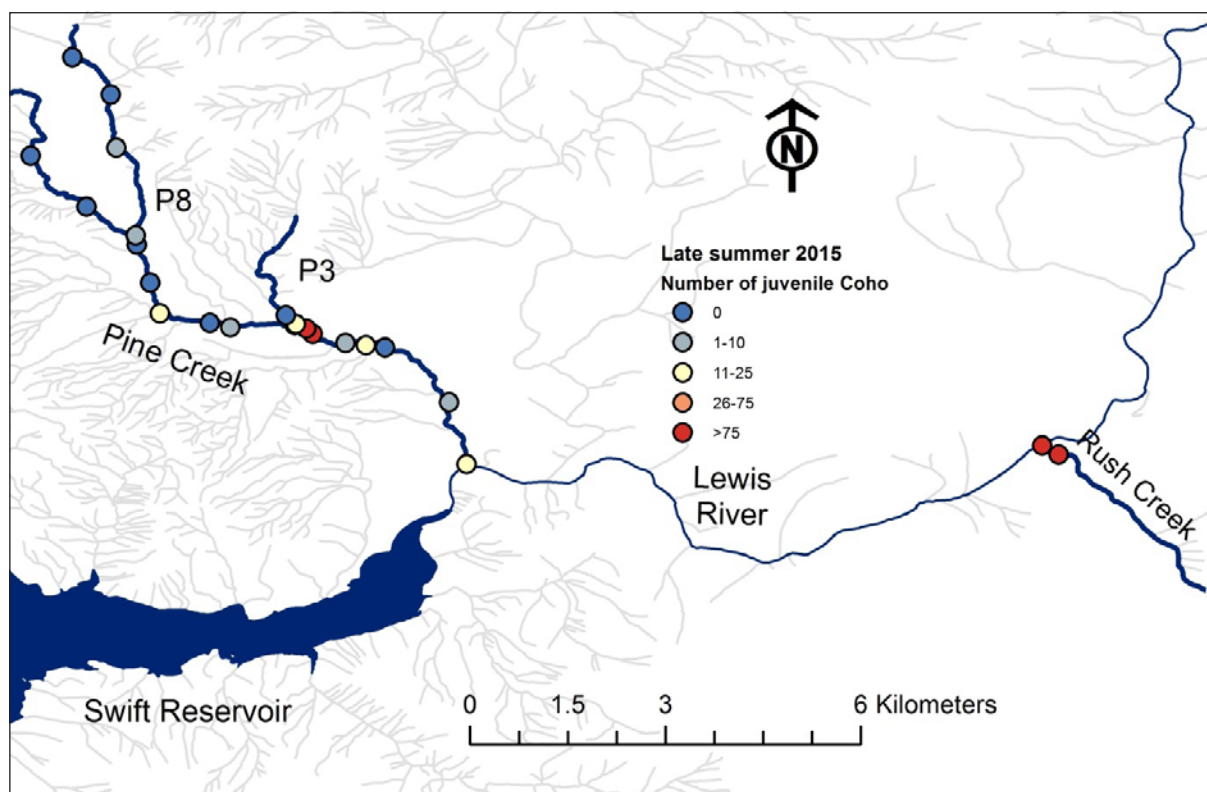 P8
P3
Pine Creek
N
Late summer 2015
Number of juvenile Coho
0
1-10
11-25
26-75
>75
Lewis
River
Rush Creek
Swift Reservoir
0 1.5 3 6 Kilometers